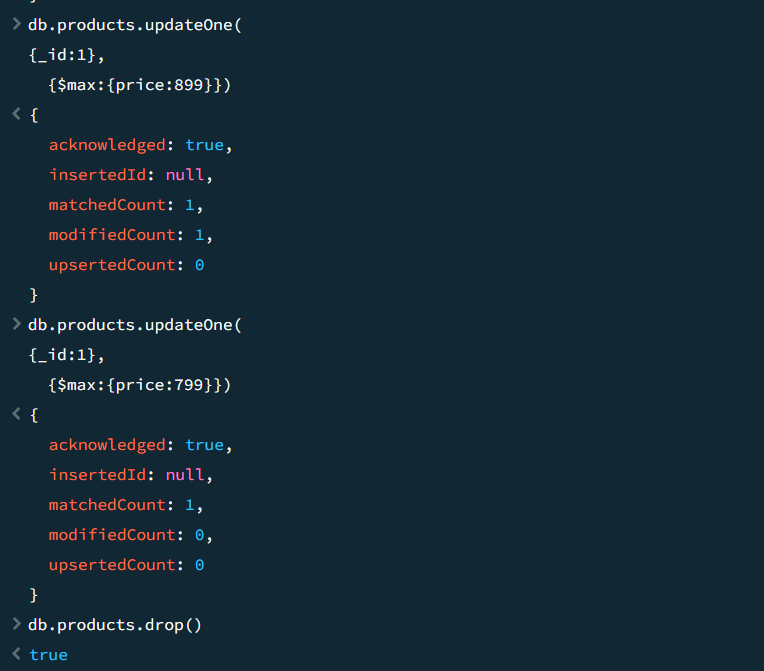 > db.products.updateOne(
{_id:1},
{$max:{price:899}})
< {
acknowledged: true,
insertedId: null,
matchedCount: 1,
modifiedCount: 1,
upsertedCount: 0
}
> db.products.updateOne(
{_id:1},
{$max:{price:799}})
< {
acknowledged: true,
insertedId: null,
matchedCount: 1,
modifiedCount: 0,
upsertedCount: 0
}
> db.products.drop()
< true